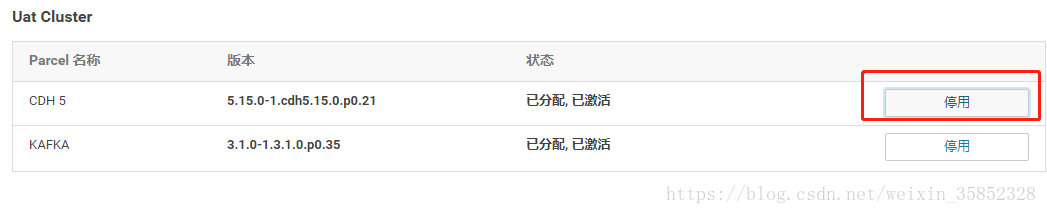 Uat Cluster
Parcel 名称 版本 状态
CDH 5 5.15.0-1.cdh5.15.0.p0.21 已分配, 已激活 停用
KAFKA 3.1.0-1.3.1.0.p0.35 已分配, 已激活 停用
https://blog.csdn.net/weixin_35852328